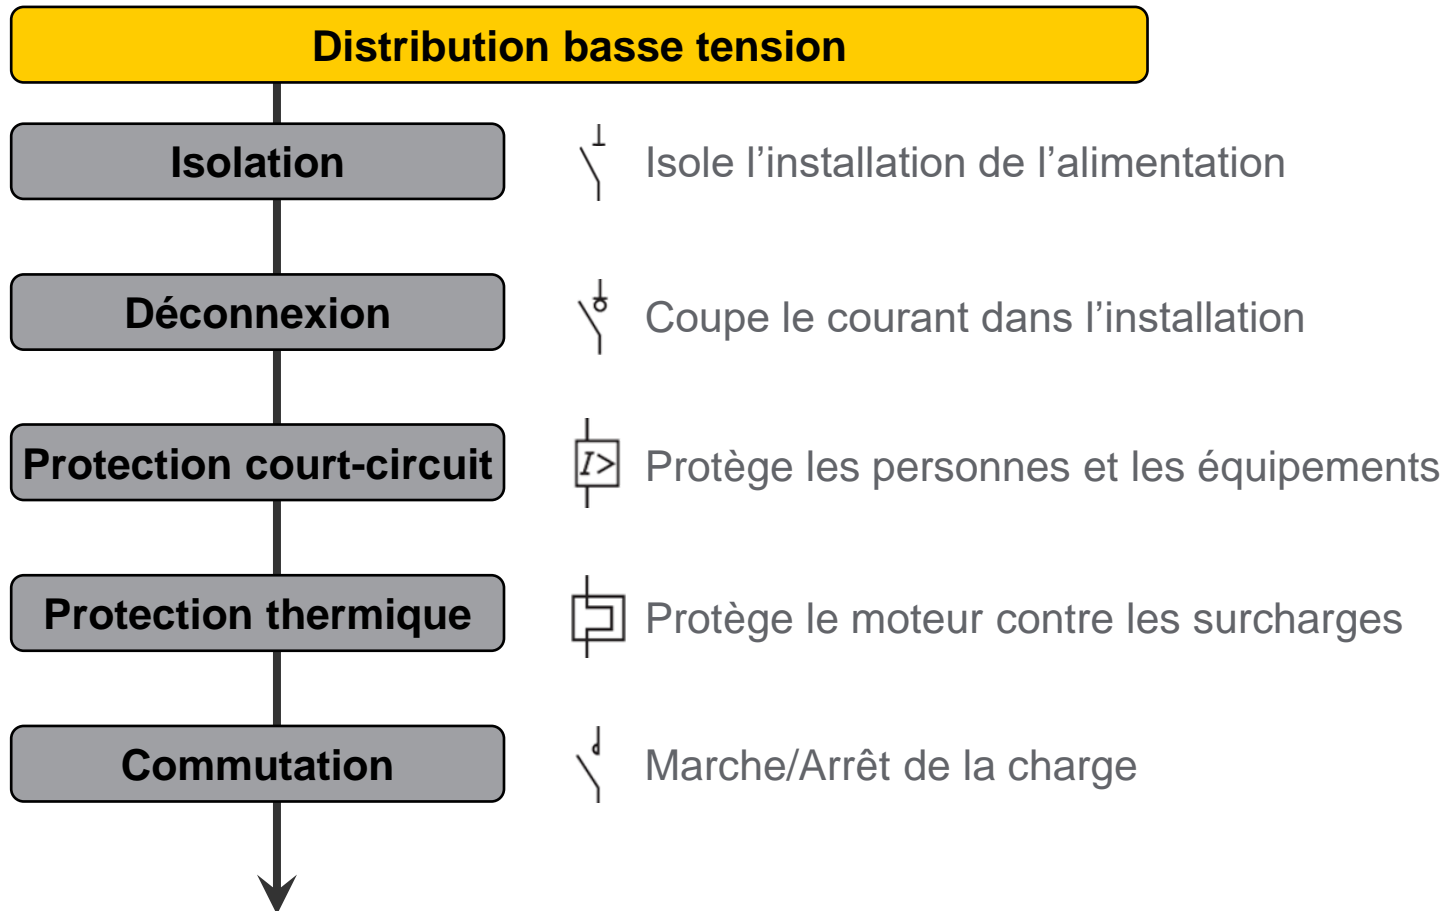 Distribution basse tension
Isolation
Isole l’installation de l’alimentation
Déconnexion
Coupe le courant dans l’installation
Protection court-circuit
I>
Protège les personnes et les équipements
Protection thermique
Protège le moteur contre les surcharges
Commutation
Marche/Arrêt de la charge